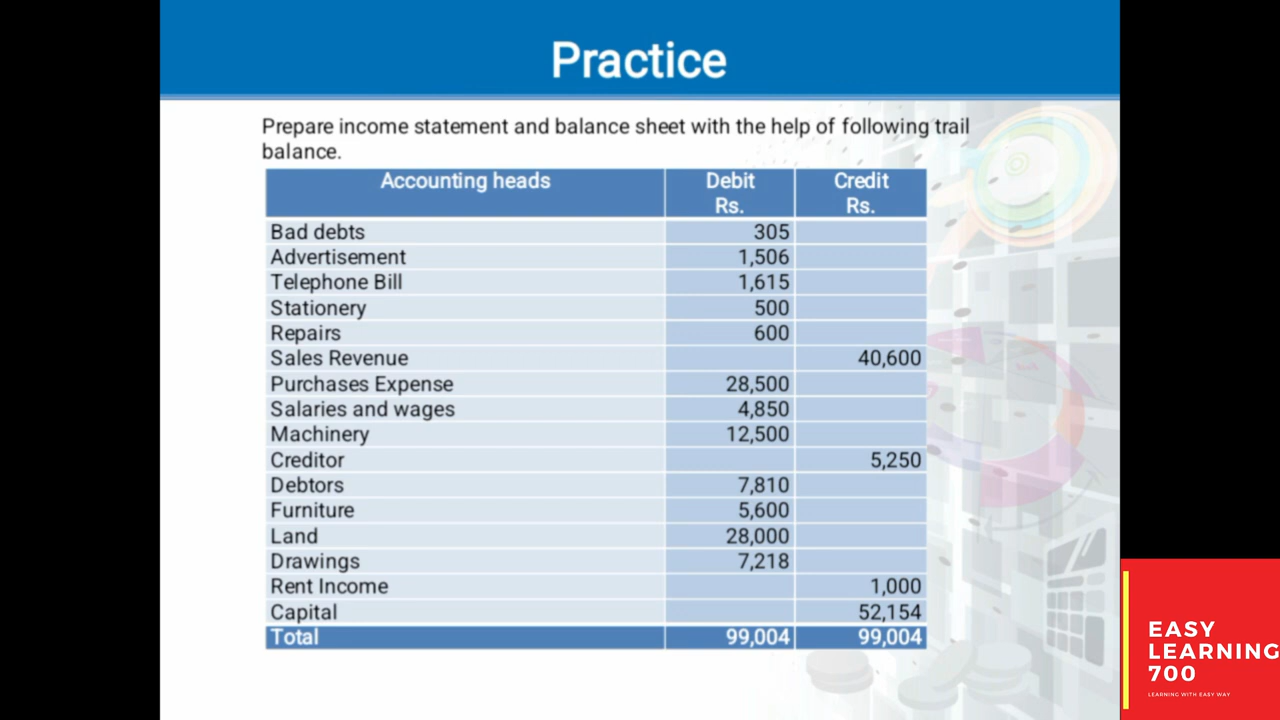 Practice
Prepare income statement and balance sheet with the help of following trail
balance.
Accounting heads Debit Credit
Rs. Rs.
Bad debts 305
Advertisement 1,506
Telephone Bill 1,615
Stationery 500
Repairs 600
Sales Revenue 40,600
Purchases Expense 28,500
Salaries and wages 4,850
Machinery 12,500
Creditor 5,250
Debtors 7,810
Furniture 5,600
Land 28,000
Drawings 7,218
Rent Income 1,000
Capital 52,154
Total 99,004 99,004
EASY
LEARNING
700
LEARNING WITH EASY WAY